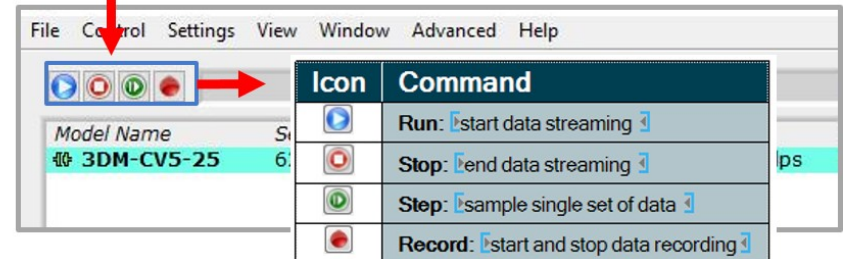 File Control Settings View Window Advanced Help
Icon Command
Run: start data streaming
Model Name
Stop: end data streaming
3DM-CV5-25
Step: sample single set of data
Record: start and stop data recording